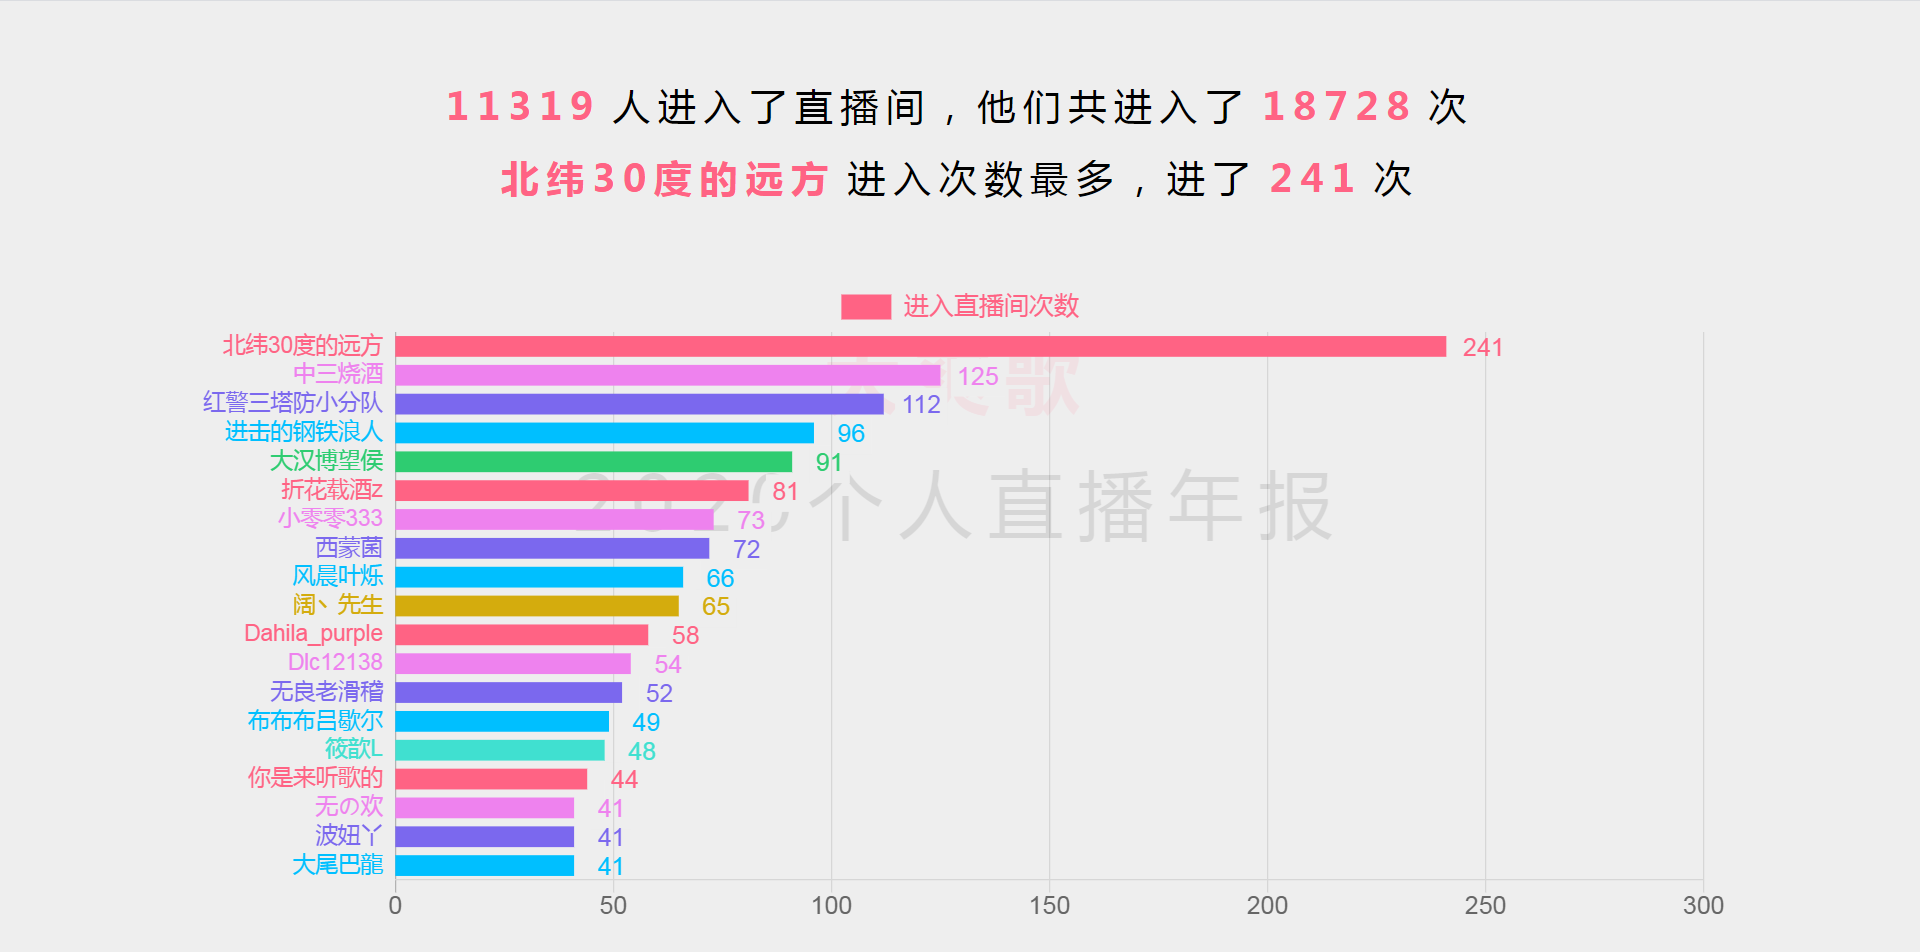 11319 人进入了直播间，他们共进入了 18728 次
北纬30度的远方 进入次数最多，进了 241 次
进入直播间次数
北纬30度的远方 241
中三烧酒 125
歌
红警三塔防小分队 112
进击的钢铁浪人 96
大汉博望侯 91
折花载酒z 81
2020个人直播年报
小零零333 73
西蒙菌 72
风晨叶烁 66
阔丶先生 65
Dahila_purple 58
Dlc12138 54
无良老滑稽 52
布布布吕歇尔 49
筱歆L 48
你是来听歌的 44
无の欢 41
波妞丫 41
大尾巴龍 41
0 50 100 150 200 250 300